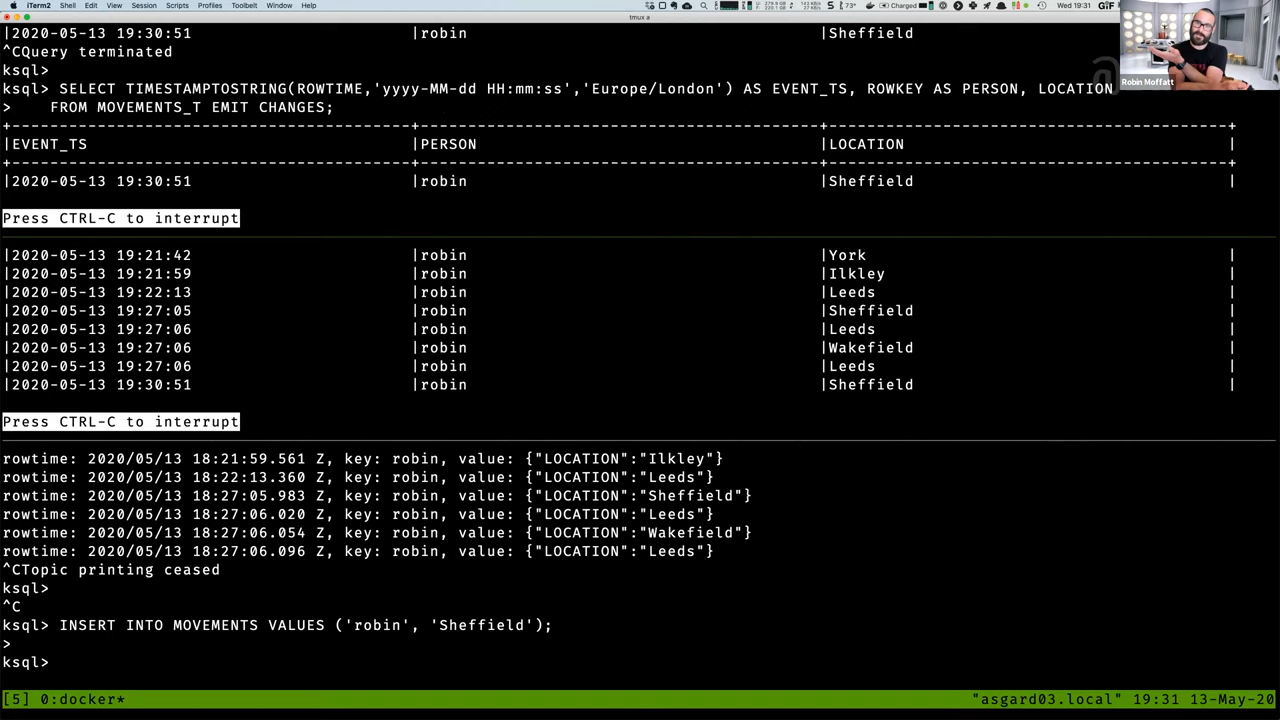 iTerm2 Shell Edit View Session Scripts Profiles Toolbelt Window Help 73° Charged Wed 19:31 GIF
tmux a
|2020-05-13 19:30:51 |robin |Sheffield |
^CQuery terminated
ksql>
ksql> SELECT TIMESTAMPTOSTRING(ROWTIME,'yyyy-MM-dd HH:mm:ss','Europe/London') AS EVENT_TS, ROWKEY AS PERSON, LOCATION
> FROM MOVEMENTS_T EMIT CHANGES;
|EVENT_TS |PERSON |LOCATION |
|2020-05-13 19:30:51 |robin |Sheffield |
Press CTRL-C to interrupt
|2020-05-13 19:21:42 |robin |York |
|2020-05-13 19:21:59 |robin |Ilkley |
|2020-05-13 19:22:13 |robin |Leeds |
|2020-05-13 19:27:05 |robin |Sheffield |
|2020-05-13 19:27:06 |robin |Leeds |
|2020-05-13 19:27:06 |robin |Wakefield |
|2020-05-13 19:27:06 |robin |Leeds |
|2020-05-13 19:30:51 |robin |Sheffield |
Press CTRL-C to interrupt
rowtime: 2020/05/13 18:21:59.561 Z, key: robin, value: {"LOCATION":"Ilkley"}
rowtime: 2020/05/13 18:22:13.360 Z, key: robin, value: {"LOCATION":"Leeds"}
rowtime: 2020/05/13 18:27:05.983 Z, key: robin, value: {"LOCATION":"Sheffield"}
rowtime: 2020/05/13 18:27:06.020 Z, key: robin, value: {"LOCATION":"Leeds"}
rowtime: 2020/05/13 18:27:06.054 Z, key: robin, value: {"LOCATION":"Wakefield"}
rowtime: 2020/05/13 18:27:06.096 Z, key: robin, value: {"LOCATION":"Leeds"}
^CTopic printing ceased
ksql>
^C
ksql> INSERT INTO MOVEMENTS VALUES ('robin', 'Sheffield');
>
ksql>
[5] 0:docker* "asgard03.local" 19:31 13-May-20
Robin Moffatt